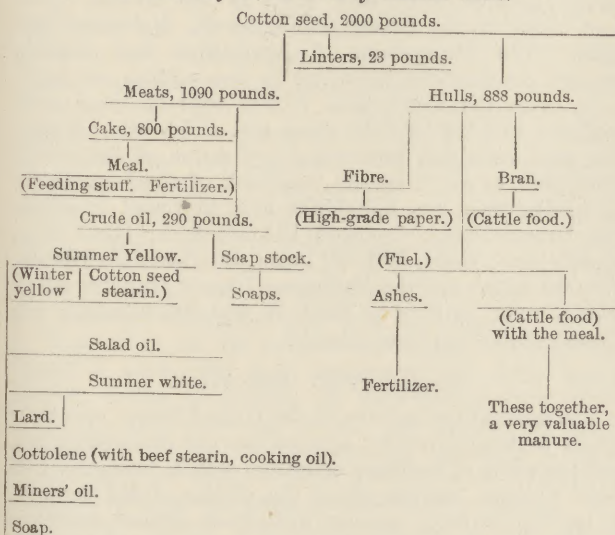 Cotton seed, 2000 pounds.
Linters, 23 pounds.
Meats, 1090 pounds.
Hulls, 888 pounds.
Cake, 800 pounds.
Meal.
(Feeding stuff. Fertilizer.)
Fibre.
Bran.
(High-grade paper.)
(Cattle food.)
Crude oil, 290 pounds.
Summer Yellow.
Soap stock.
(Fuel.)
(Winter
yellow
Cotton seed
stearin.)
Soaps.
Ashes.
(Cattle food)
with the meal.
Salad oil.
Summer white.
Fertilizer.
Lard.
These together,
a very valuable
manure.
Cottolene (with beef stearin, cooking oil).
Miners' oil.
Soap.